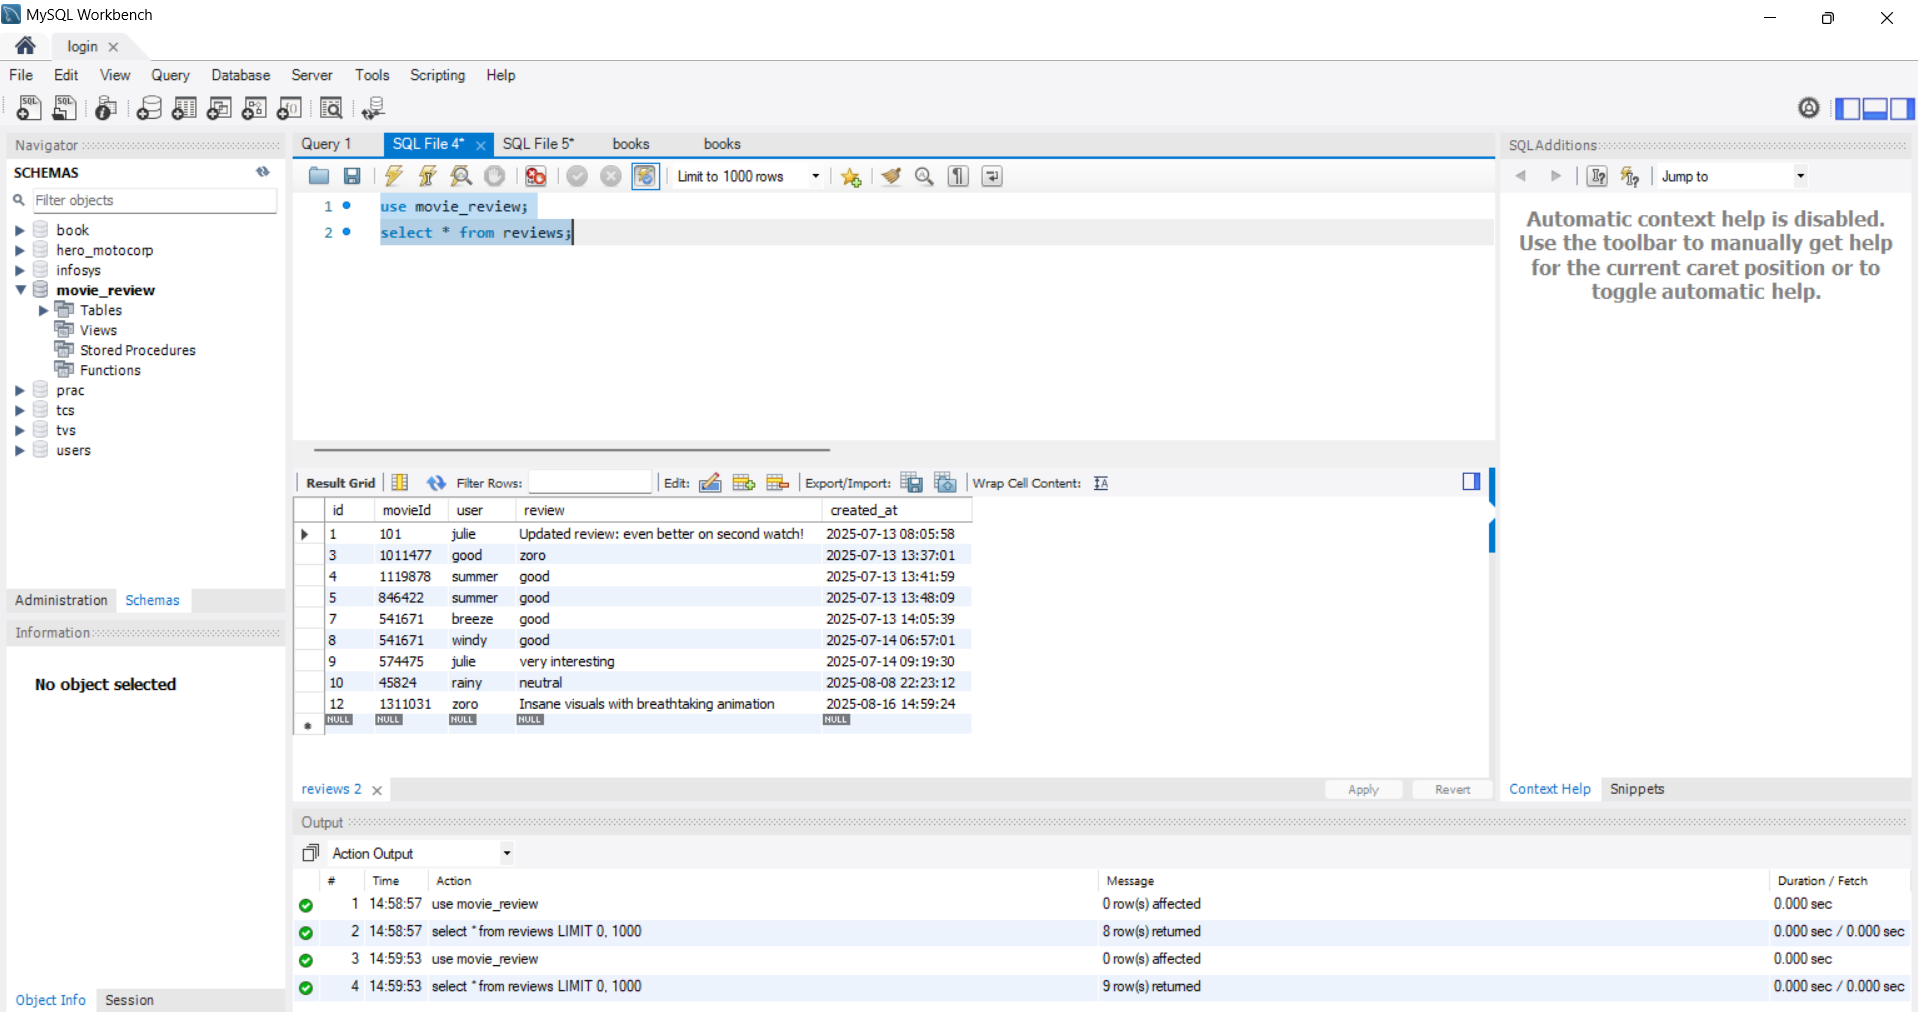 MySQL Workbench
login
File Edit View Query Database Server Tools Scripting Help
Navigator
SCHEMAS
Filter objects
book
hero_motocorp
infosys
movie_review
Tables
Views
Stored Procedures
Functions
prac
tcs
tvs
users
Administration Schemas
Information
No object selected
Object Info Session
Query 1 SQL File 4* SQL File 5* books books
Limit to 1000 rows
1 use movie_review;
2 select * from reviews;
Result Grid Filter Rows: Edit: Export/Import: Wrap Cell Content:
id movieId user review created_at
1 101 julie Updated review: even better on second watch! 2025-07-13 08:05:58
3 1011477 good zoro 2025-07-13 13:37:01
4 1119878 summer good 2025-07-13 13:41:59
5 846422 summer good 2025-07-13 13:48:09
7 541671 breeze good 2025-07-13 14:05:39
8 541671 windy good 2025-07-14 06:57:01
9 574475 julie very interesting 2025-07-14 09:19:30
10 45824 rainy neutral 2025-08-08 22:23:12
12 1311031 zoro Insane visuals with breathtaking animation 2025-08-16 14:59:24
NULL NULL NULL NULL NULL
reviews 2 Apply Revert
SQLAdditions
Jump to
Automatic context help is disabled.
Use the toolbar to manually get help
for the current caret position or to
toggle automatic help.
Context Help Snippets
Output
Action Output
# Time Action Message Duration / Fetch
1 14:58:57 use movie_review 0 row(s) affected 0.000 sec
2 14:58:57 select * from reviews LIMIT 0, 1000 8 row(s) returned 0.000 sec / 0.000 sec
3 14:59:53 use movie_review 0 row(s) affected 0.000 sec
4 14:59:53 select * from reviews LIMIT 0, 1000 9 row(s) returned 0.000 sec / 0.000 sec